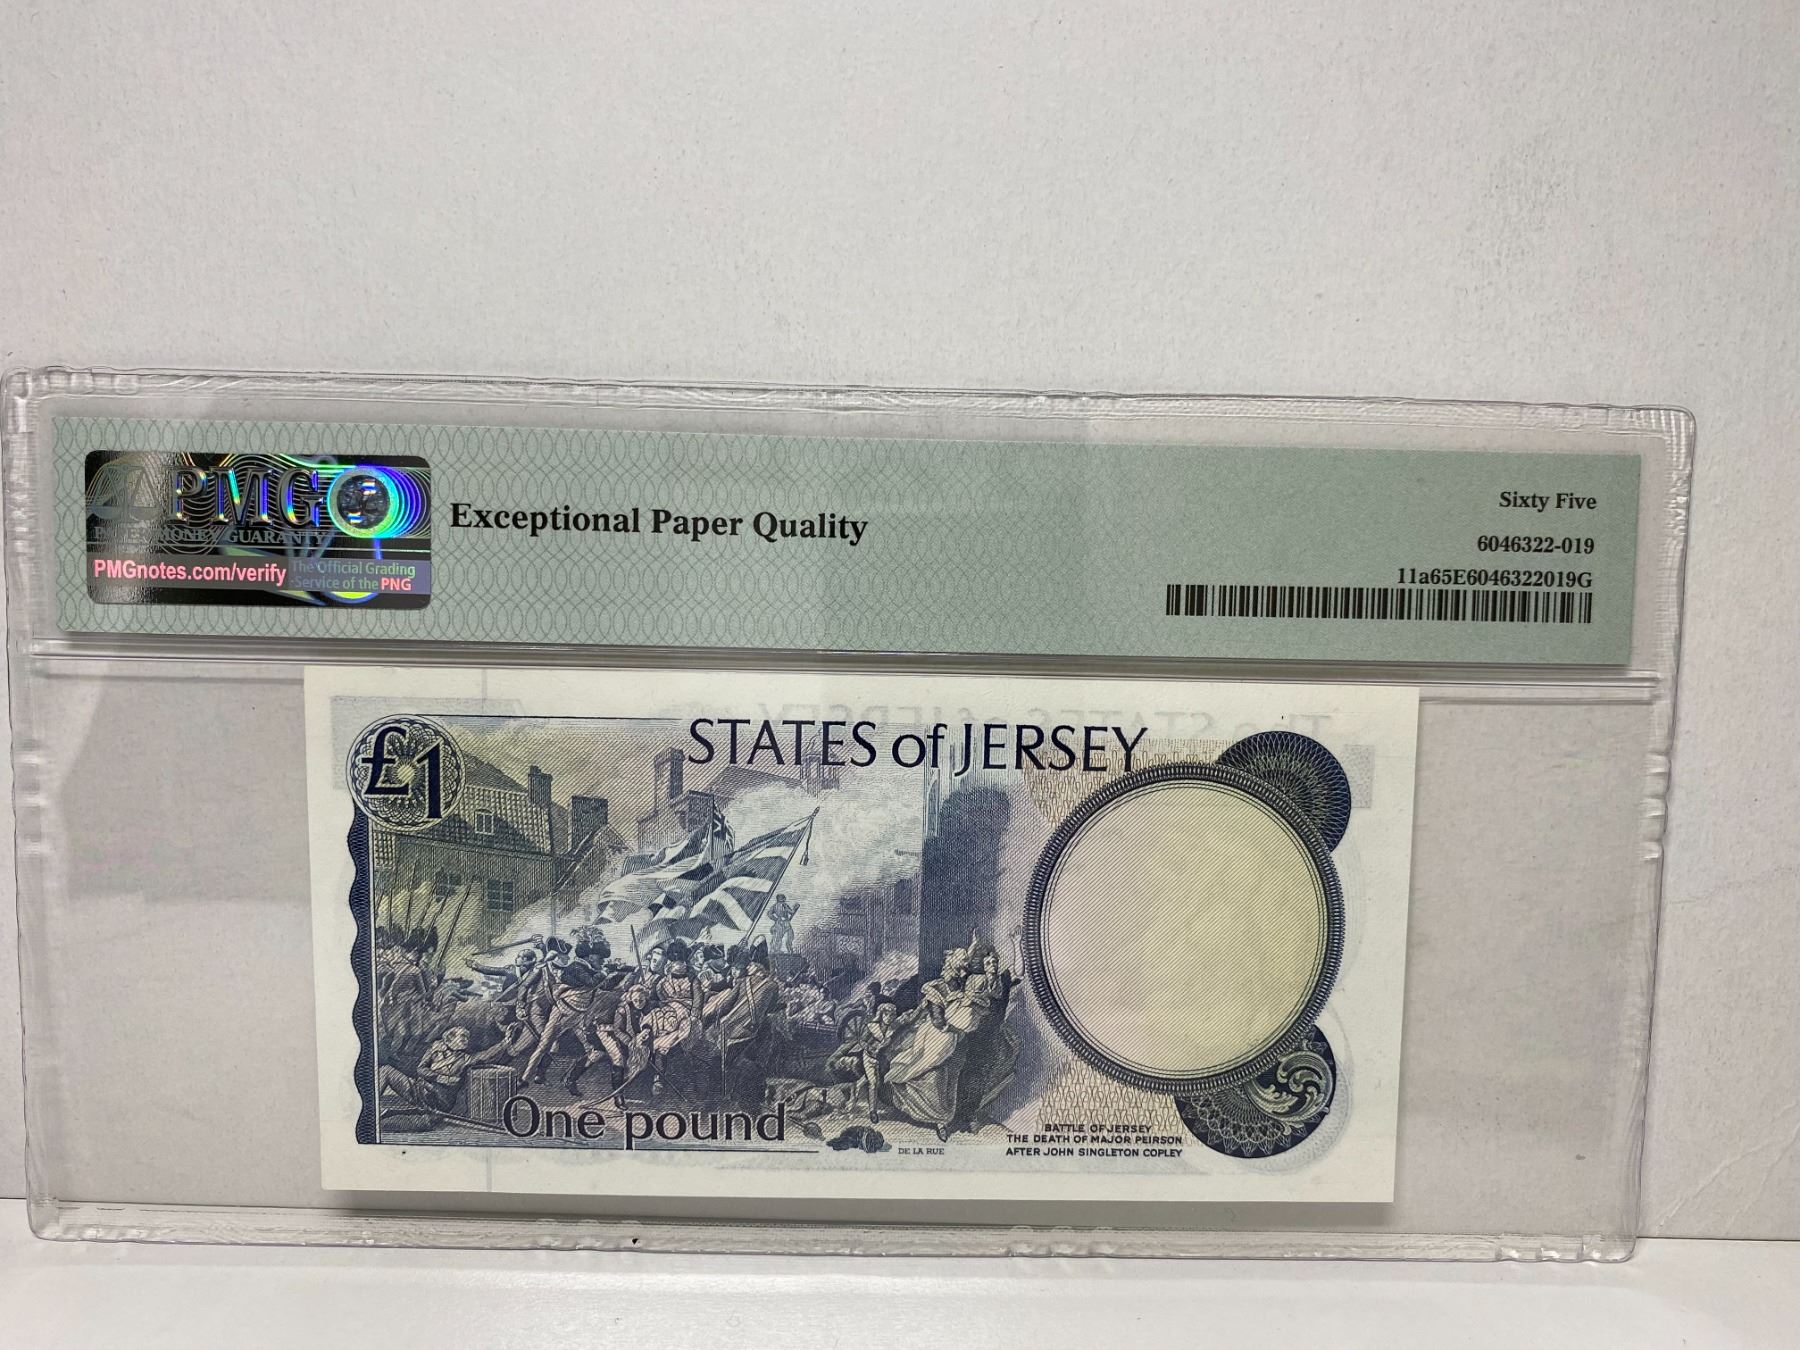 PMG
PAPER MONEY GUARANTY
PMGnotes.com/verify
The Official Grading
Service of the PNG
Exceptional Paper Quality
Sixty Five
6046322-019
11a65E6046322019G
£1
STATES of JERSEY
One pound
DE LA RUE
BATTLE OF JERSEY
THE DEATH OF MAJOR PEIRSON
AFTER JOHN SINGLETON COPLEY